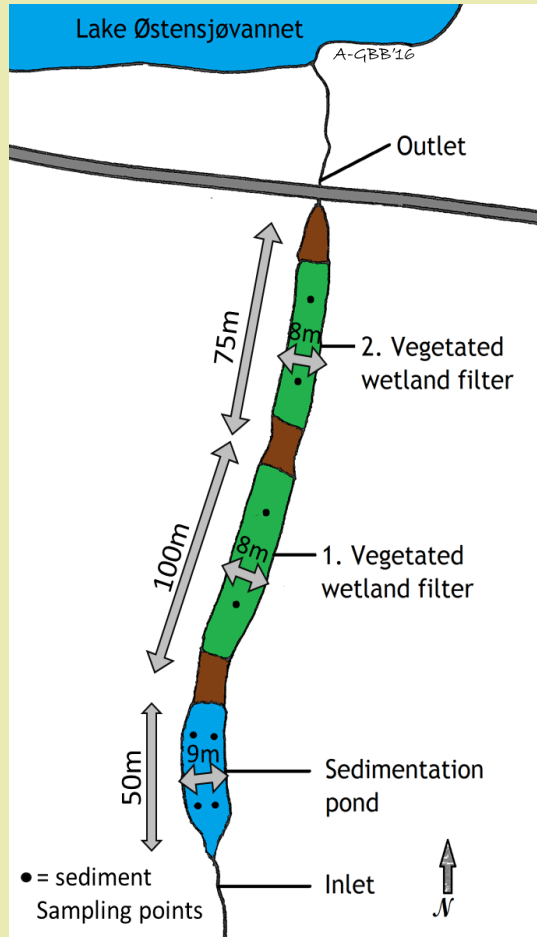 Lake Østensjøvannet
A-GBB'16
Outlet
75m
8m
2. Vegetated
wetland filter
100m
8m
1. Vegetated
wetland filter
50m
9m
Sedimentation
pond
Inlet
N
• = sediment
Sampling points